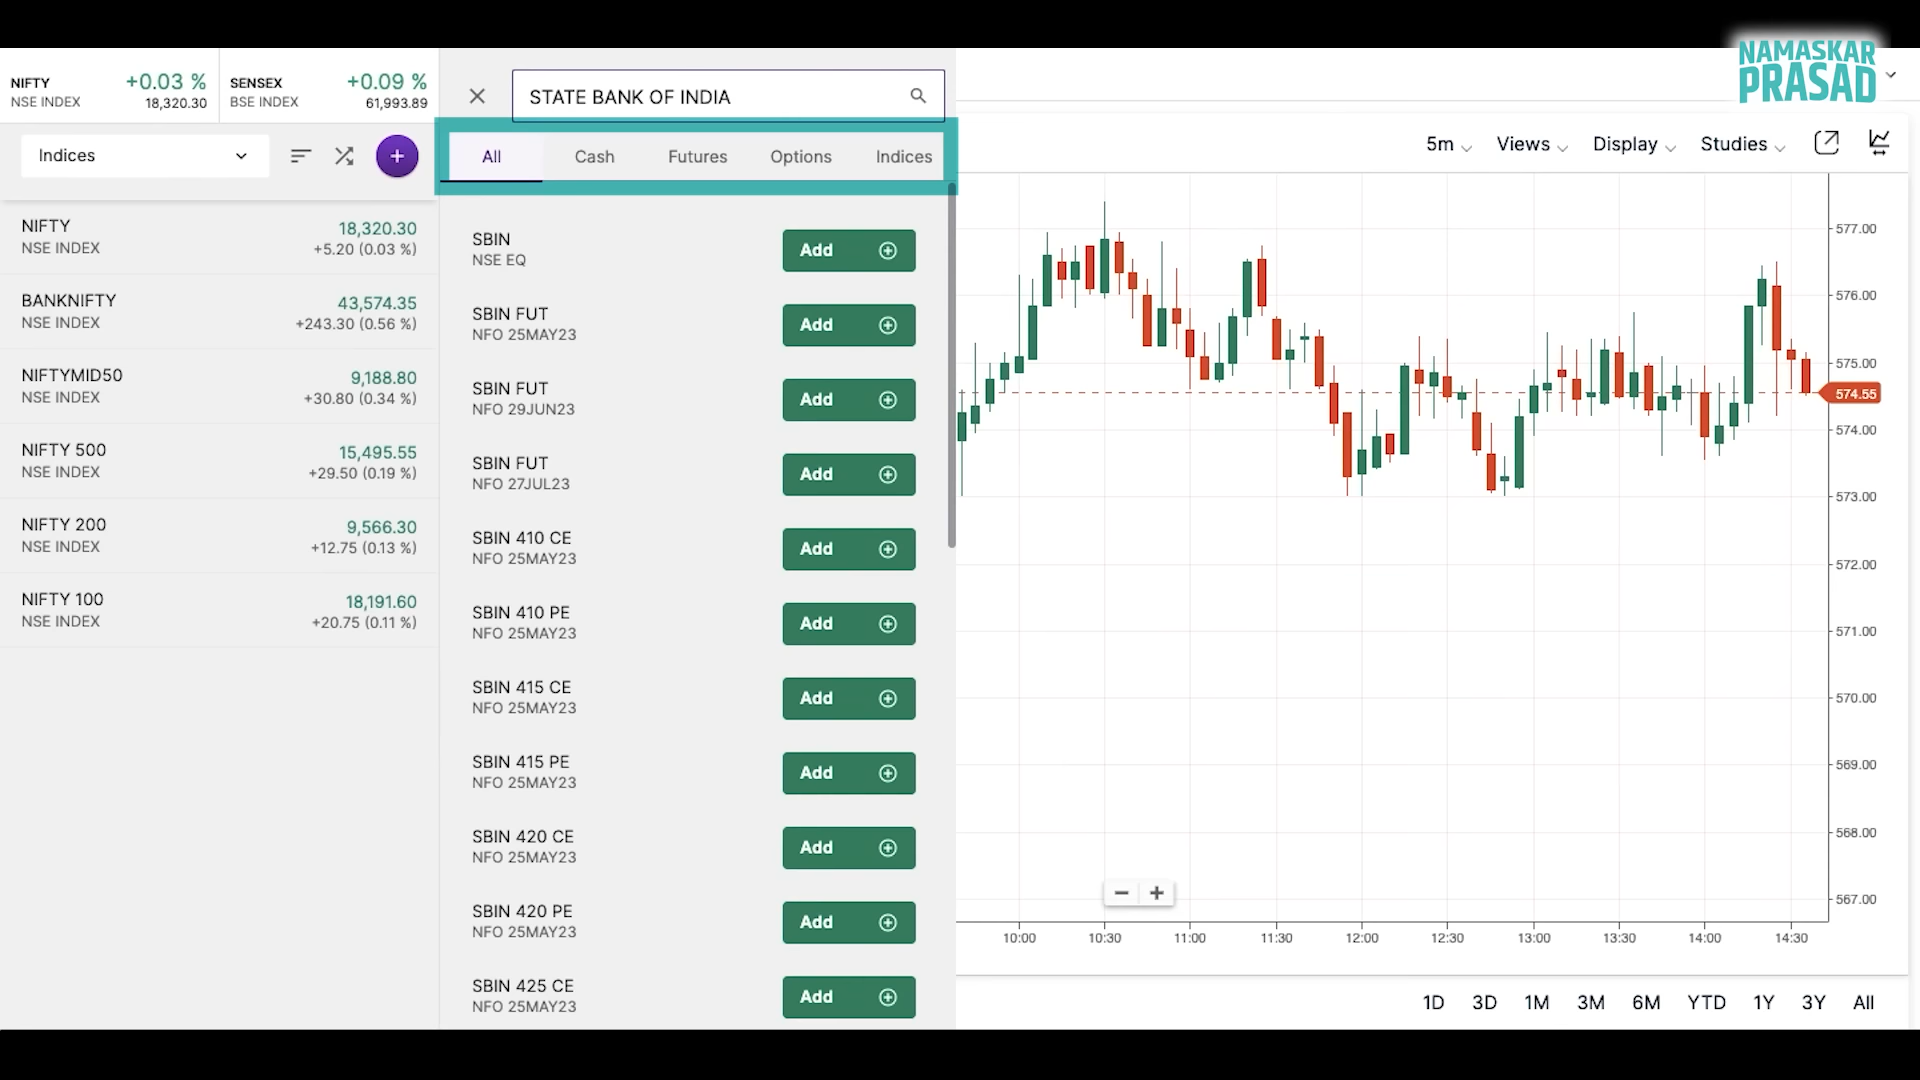 NAMASKAR
PRASAD
NIFTY +0.03 %
NSE INDEX 18,320.30
SENSEX +0.09 %
BSE INDEX 61,993.89
STATE BANK OF INDIA
Indices
All Cash Futures Options Indices
5m Views Display Studies
NIFTY 18,320.30
NSE INDEX +5.20 (0.03 %)
BANKNIFTY 43,574.35
NSE INDEX +243.30 (0.56 %)
NIFTYMID50 9,188.80
NSE INDEX +30.80 (0.34 %)
NIFTY 500 15,495.55
NSE INDEX +29.50 (0.19 %)
NIFTY 200 9,566.30
NSE INDEX +12.75 (0.13 %)
NIFTY 100 18,191.60
NSE INDEX +20.75 (0.11 %)
SBIN Add
NSE EQ
SBIN FUT Add
NFO 25MAY23
SBIN FUT Add
NFO 29JUN23
SBIN FUT Add
NFO 27JUL23
SBIN 410 CE Add
NFO 25MAY23
SBIN 410 PE Add
NFO 25MAY23
SBIN 415 CE Add
NFO 25MAY23
SBIN 415 PE Add
NFO 25MAY23
SBIN 420 CE Add
NFO 25MAY23
SBIN 420 PE Add
NFO 25MAY23
SBIN 425 CE Add
NFO 25MAY23
577.00
576.00
575.00
574.55
574.00
573.00
572.00
571.00
570.00
569.00
568.00
567.00
10:00 10:30 11:00 11:30 12:00 12:30 13:00 13:30 14:00 14:30
1D 3D 1M 3M 6M YTD 1Y 3Y All